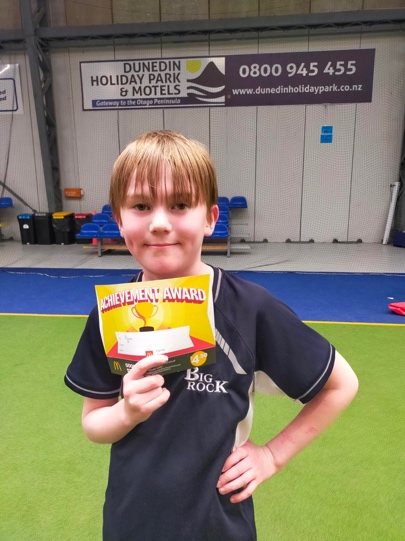 DUNEDIN
HOLIDAY PARK
& MOTELS
Gateway to the Otago Peninsula
0800 945 455
www.dunedinholidaypark.co.nz
ACHIEVEMENT AWARD
BIG
ROCK